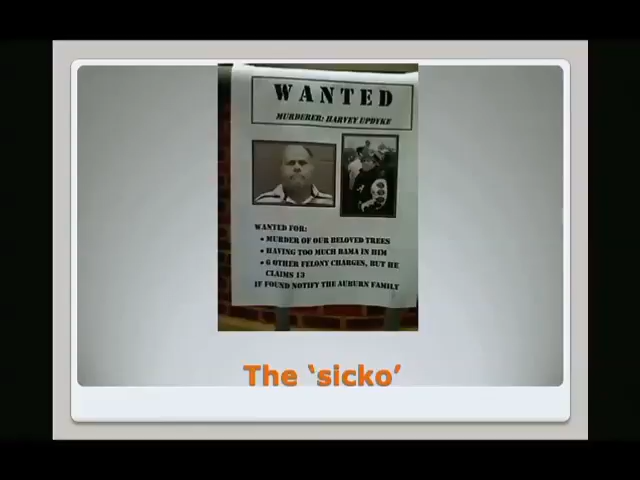 WANTED
MURDERER: HARVEY UPDYKE
WANTED FOR:
• MURDER OF OUR BELOVED TREES
• HAVING TOO MUCH BAMA IN HIM
• 6 OTHER FELONY CHARGES, BUT HE
CLAIMS 13
IF FOUND NOTIFY THE AUBURN FAMILY
The ‘sicko’